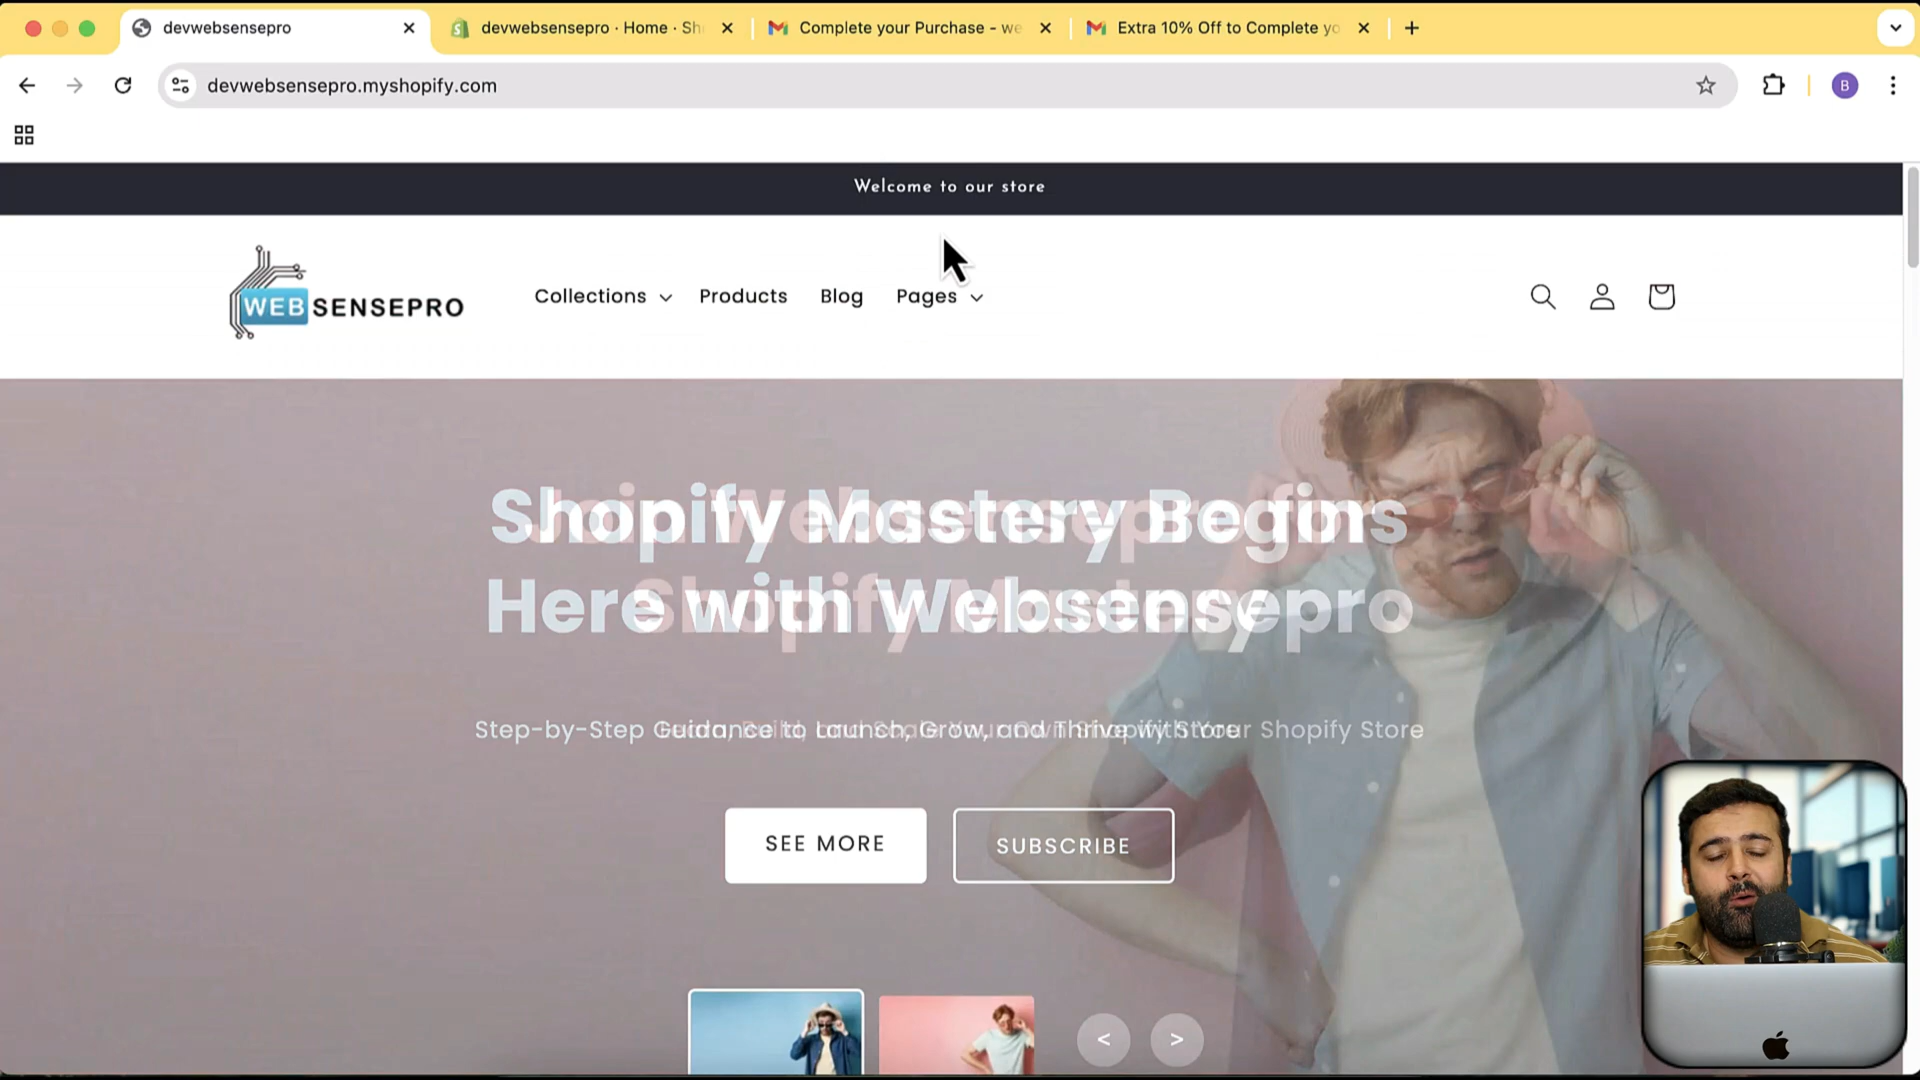 devwebsensepro
devwebsensepro · Home · Sh
Complete your Purchase - we
Extra 10% Off to Complete yo
devwebsensepro.myshopify.com
B
Welcome to our store
WEBSENSEPRO
Collections
Products
Blog
Pages
Shopify Mastery Begins
Here with Websensepro
Step-by-Step Guidance to Launch, Grow, and Thrive with Your Shopify Store
SEE MORE
SUBSCRIBE
<
>